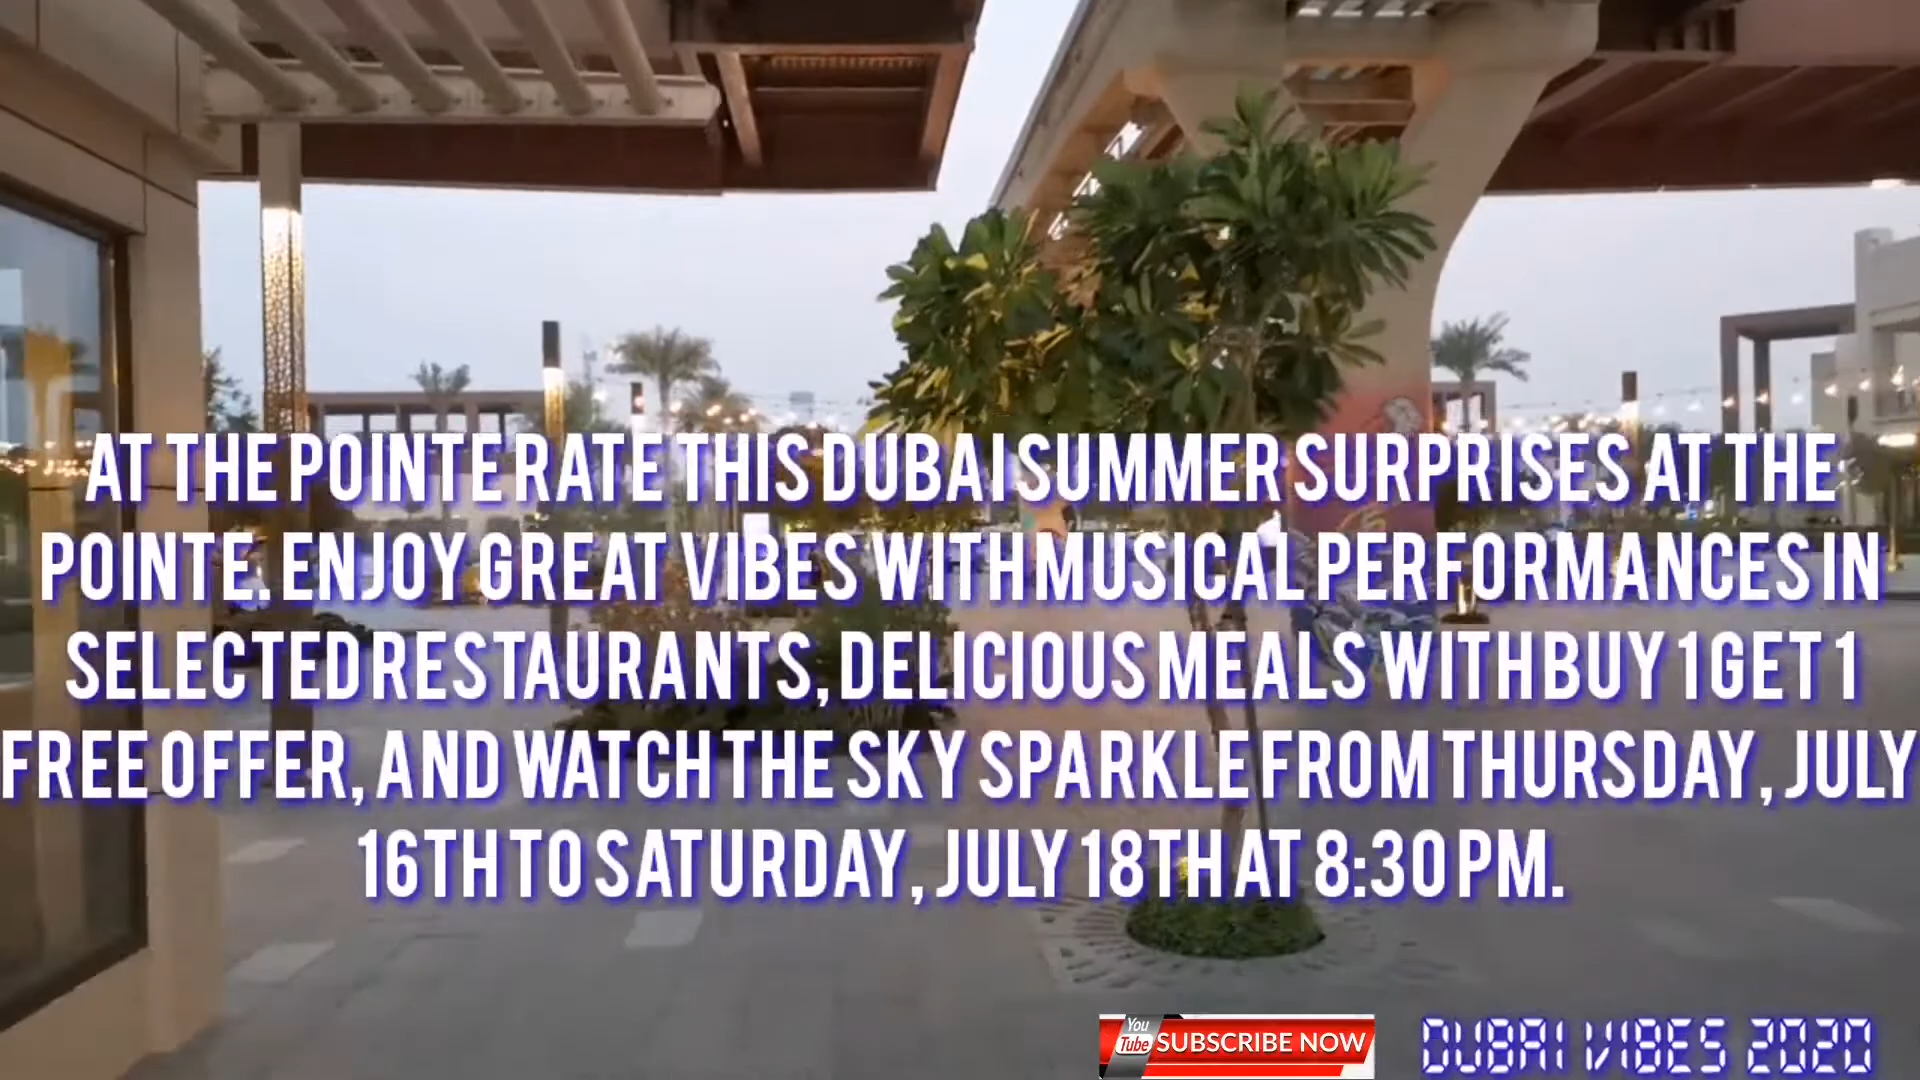 AT THE POINTE RATE THIS DUBAI SUMMER SURPRISES AT THE
POINTE. ENJOY GREAT VIBES WITH MUSICAL PERFORMANCES IN
SELECTED RESTAURANTS, DELICIOUS MEALS WITH BUY 1 GET 1
FREE OFFER, AND WATCH THE SKY SPARKLE FROM THURSDAY, JULY
16TH TO SATURDAY, JULY 18TH AT 8:30 PM.
You
Tube SUBSCRIBE NOW
DUBAI VIBES 2020